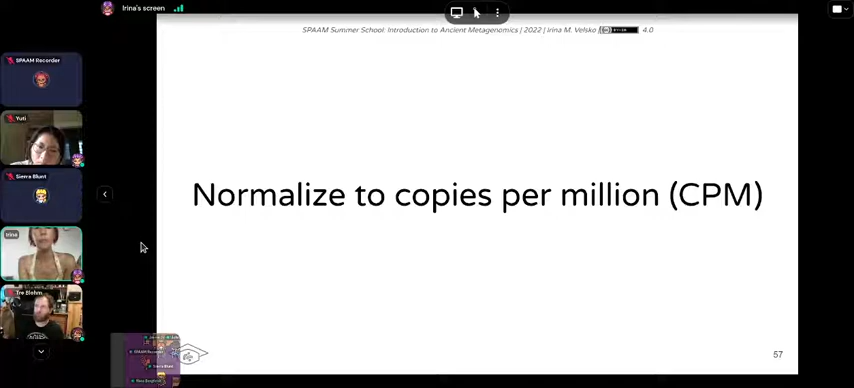 Irina's screen
SPAAM Summer School: Introduction to Ancient Metagenomics | 2022 | Irina M. Velsko | 4.0
SPAAM Recorder
Yuti
Sierra Blunt
Irina
Tre Blohm
Normalize to copies per million (CPM)
57